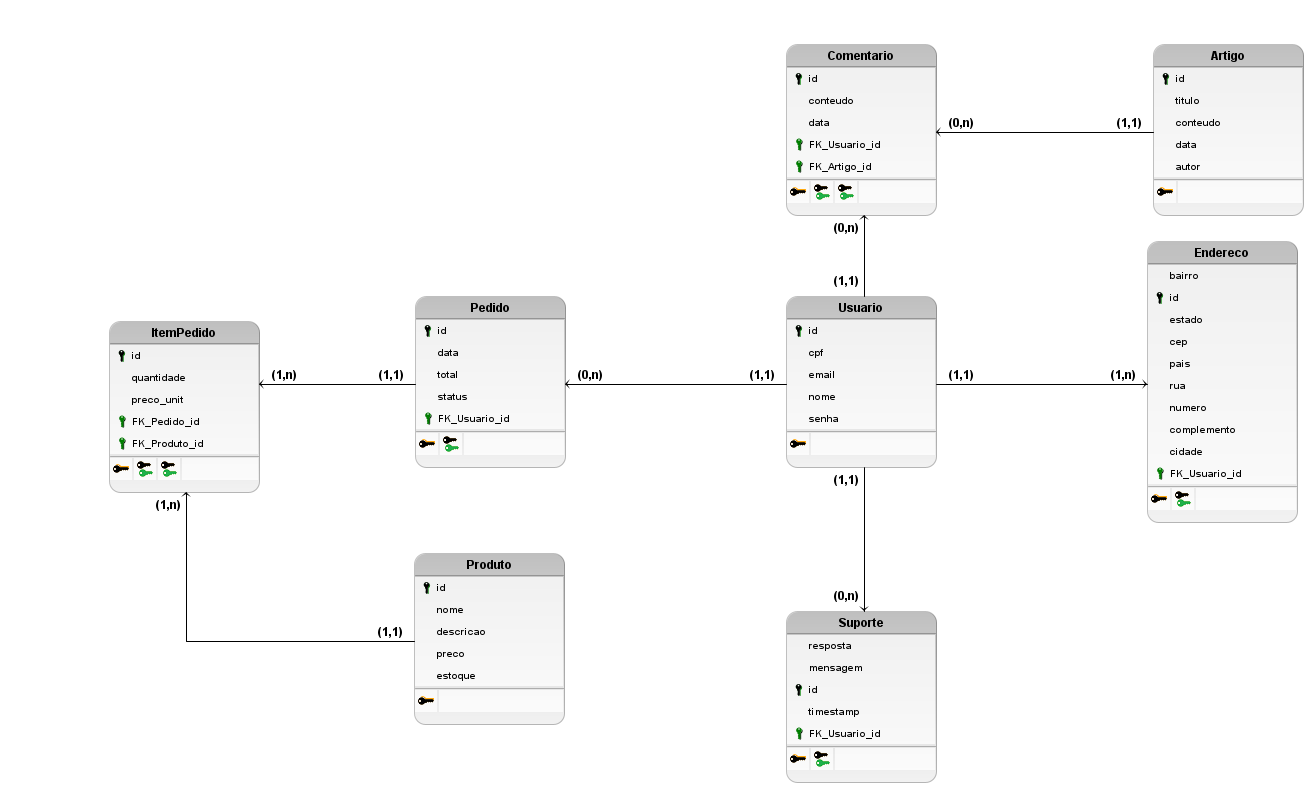 Comentario
id
conteudo
data
FK_Usuario_id
FK_Artigo_id
(0,n)
(1,1)
Artigo
id
titulo
conteudo
data
autor
(0,n)
(1,1)
ItemPedido
id
quantidade
preco_unit
FK_Pedido_id
FK_Produto_id
(1,n)
(1,1)
Pedido
id
data
total
status
FK_Usuario_id
(0,n)
(1,1)
Usuario
id
cpf
email
nome
senha
(1,1)
(1,n)
Endereco
bairro
id
estado
cep
pais
rua
numero
complemento
cidade
FK_Usuario_id
(1,n)
(1,1)
Produto
id
nome
descricao
preco
estoque
(1,1)
(0,n)
Suporte
resposta
mensagem
id
timestamp
FK_Usuario_id